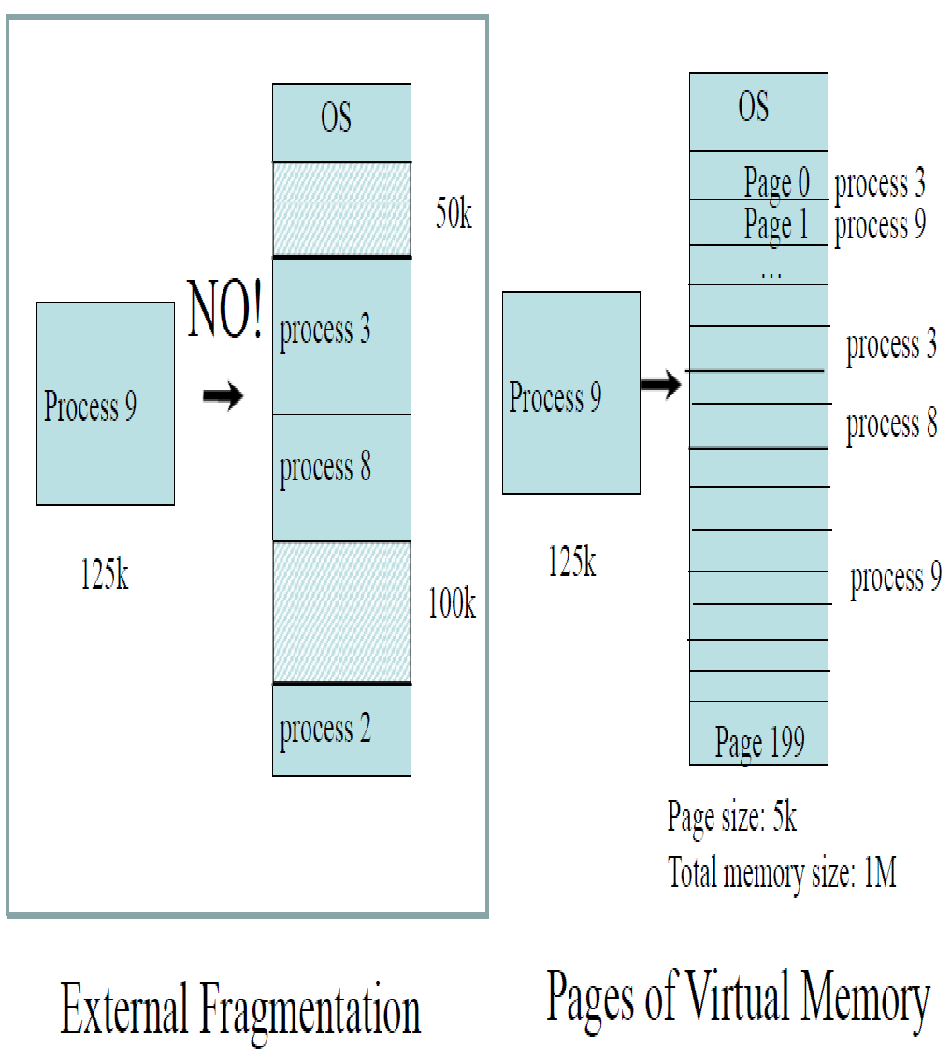 OS
50k
NO!
process 3
Process 9
process 8
125k
100k
process 2
External Fragmentation
OS
Page 0 process 3
Page 1 process 9
...
process 3
Process 9
process 8
125k
process 9
Page 199
Page size: 5k
Total memory size: 1M
Pages of Virtual Memory